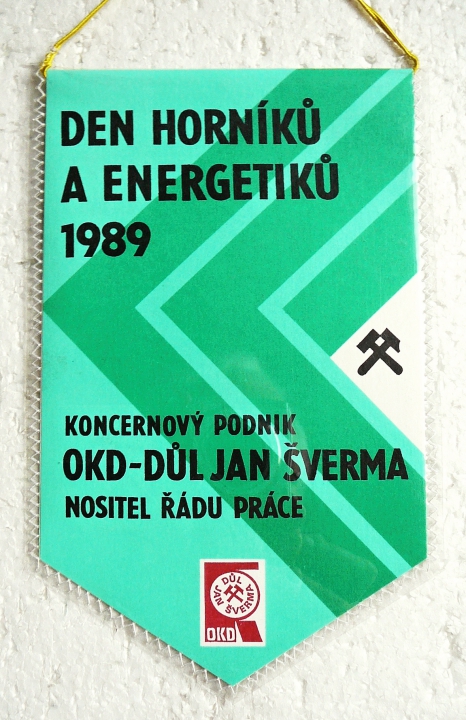 DEN HORNÍKŮ
A ENERGETIKŮ
1989
KONCERNOVÝ PODNIK
OKD-DŮL JAN ŠVERMA
NOSITEL ŘÁDU PRÁCE
DŮL
JAN ŠVERMA
OKD